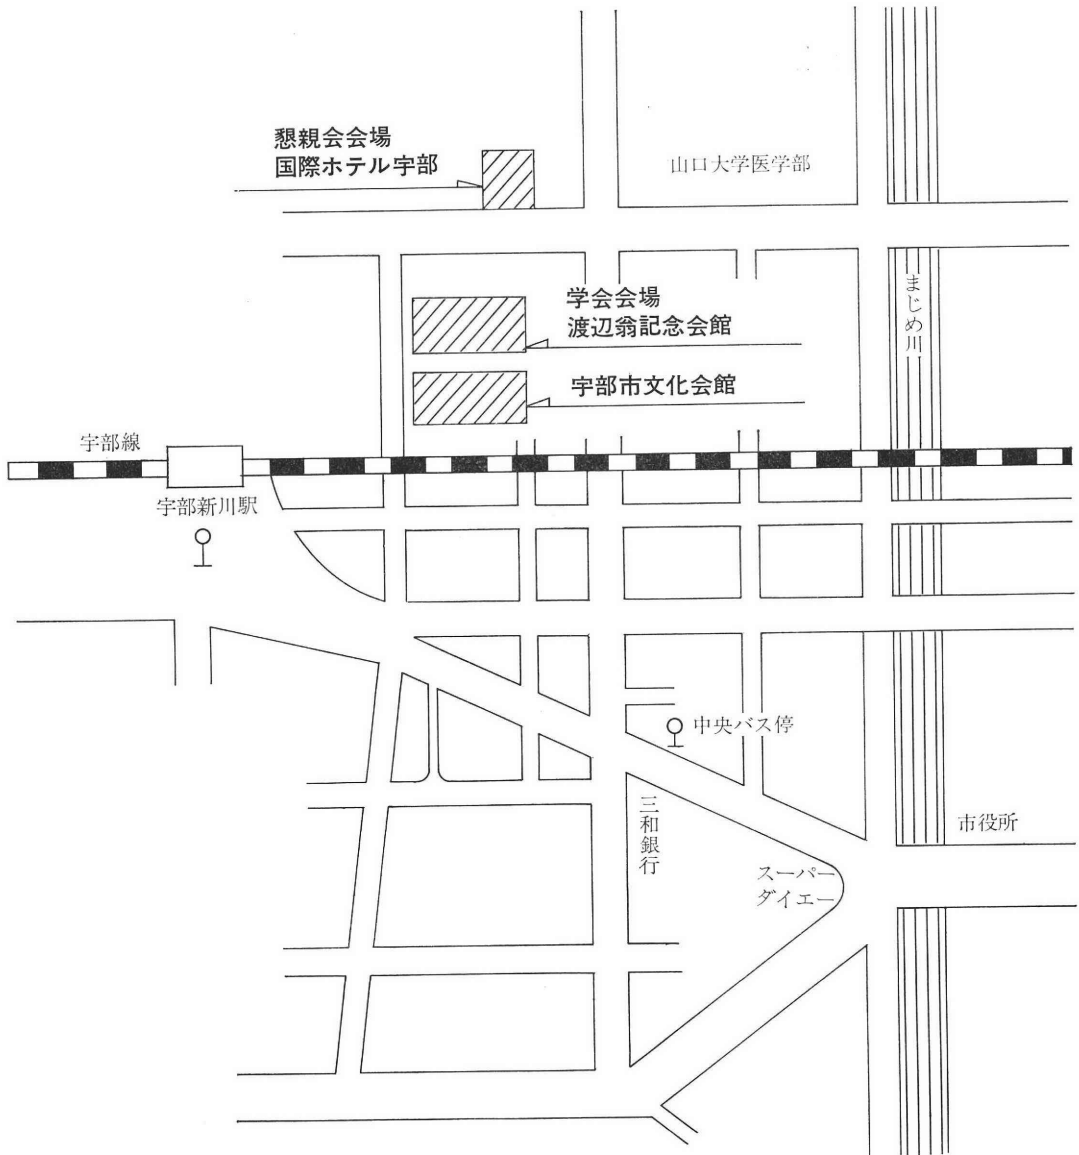 懇親会会場
国際ホテル宇部
山口大学医学部
学会会場
渡辺翁記念会館
まじめ川
宇部市文化会館
宇部線
宇部新川駅
中央バス停
三和銀行
市役所
スーパー
ダイエー